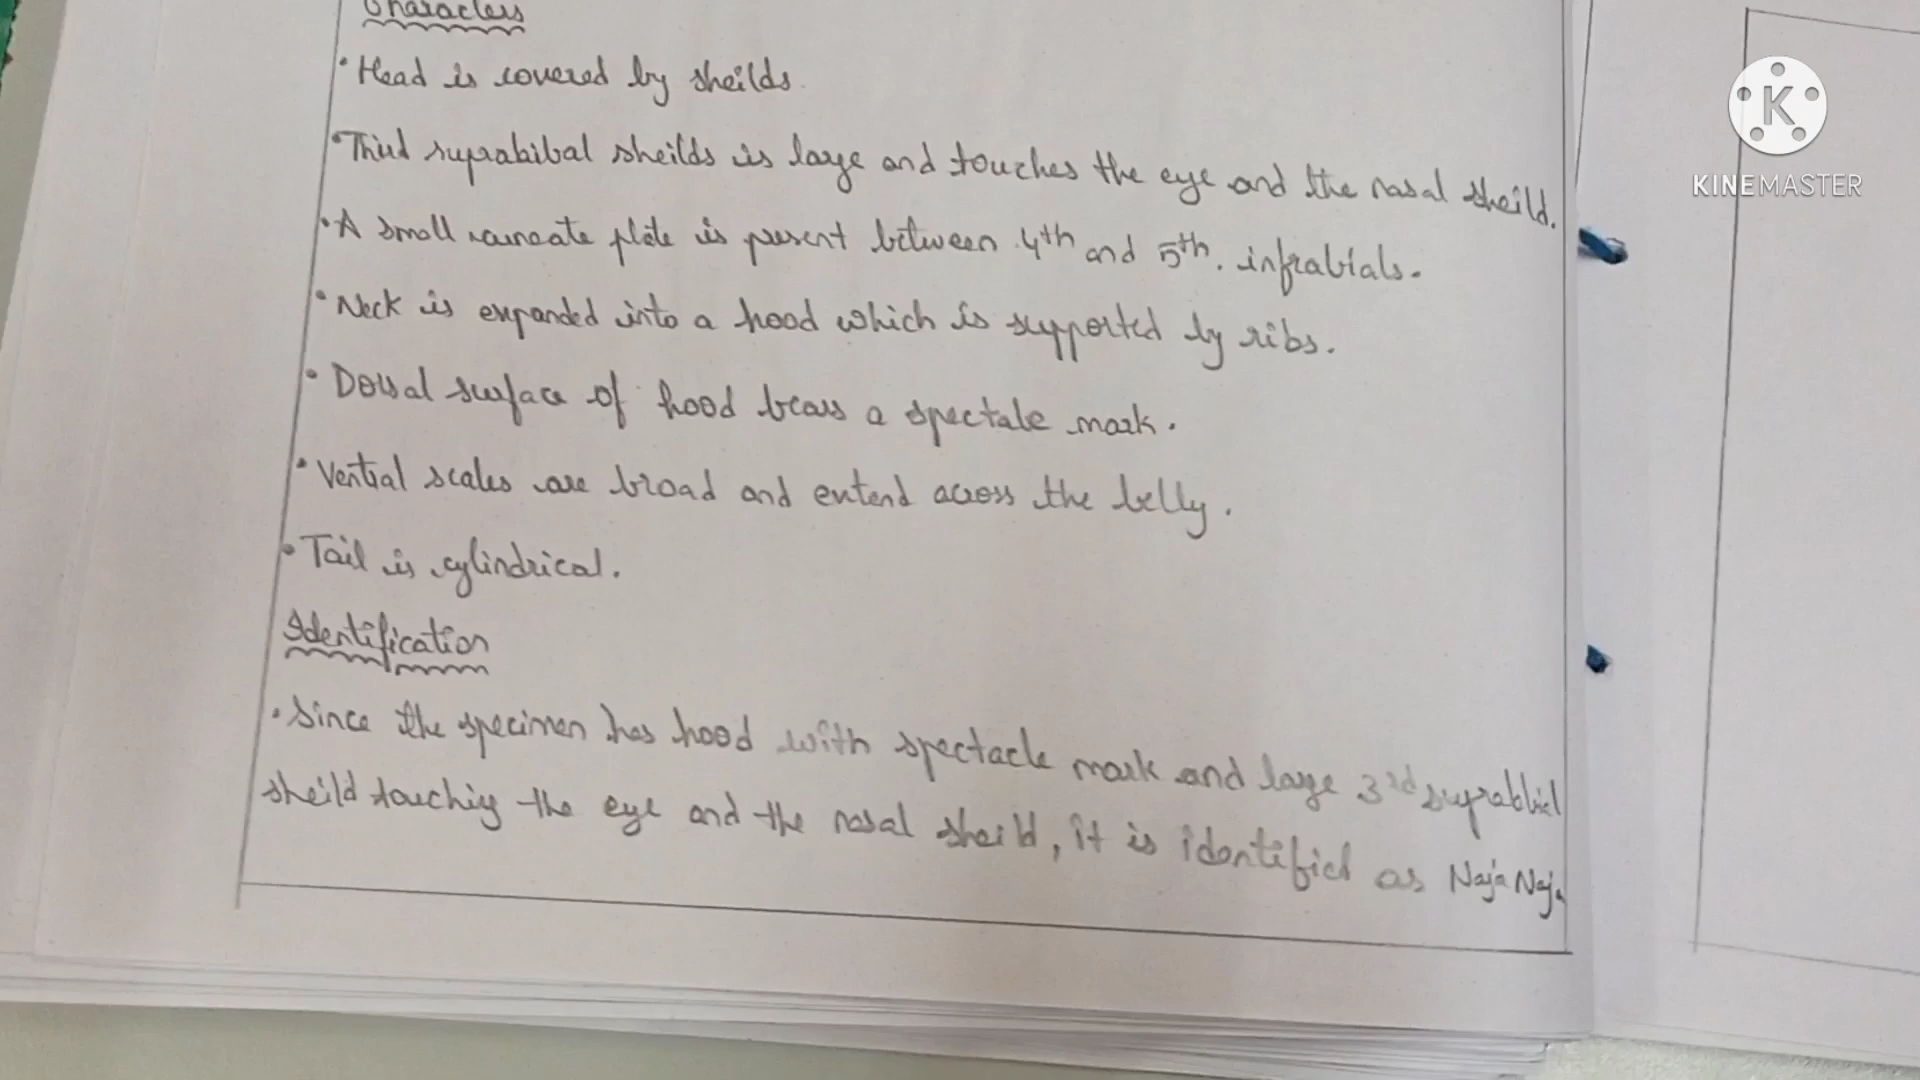 Characters
• Head is covered by sheilds.
• Third suprabibal sheilds is large and touches the eye and the nasal sheild.
• A small cuneate plate is present between 4th and 5th. infrabials.
• Neck is expanded into a hood which is supported by ribs.
• Dorsal surface of hood bears a spectale mark.
• Ventral scales are broad and extend across the belly.
• Tail is cylindrical.
Identification
• Since the specimen has hood with spectacle mark and large 3rd suprablial
sheild touching the eye and the nasal sheild, it is identified as Naja Naja
K
KINEMASTER